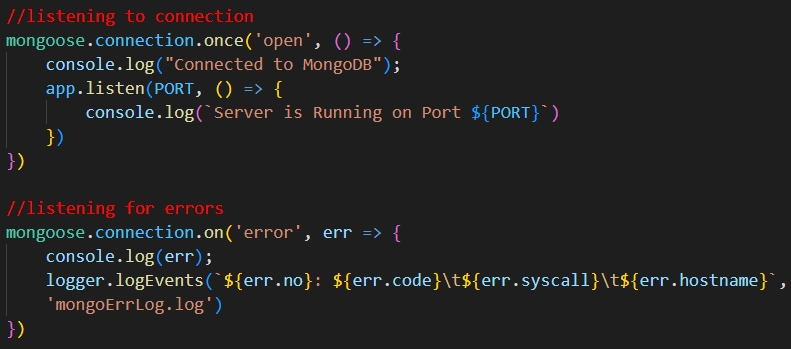 //listening to connection
mongoose.connection.once('open', () => {
    console.log("Connected to MongoDB");
    app.listen(PORT, () => {
        console.log(`Server is Running on Port ${PORT}`)
    })
})

//listening for errors
mongoose.connection.on('error', err => {
    console.log(err);
    logger.logEvents(`${err.no}: ${err.code}\t${err.syscall}\t${err.hostname}`,
    'mongoErrLog.log')
})